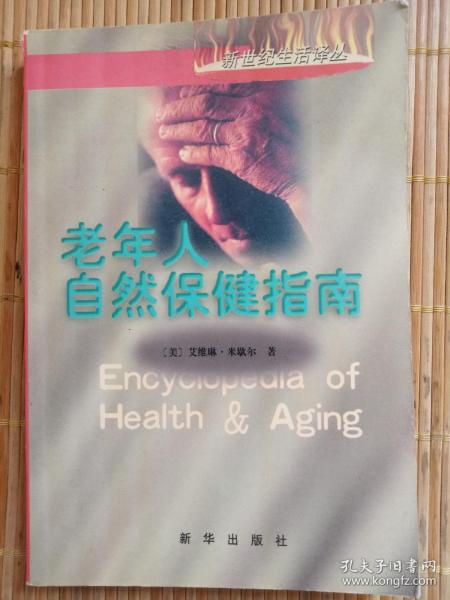 新世纪生活译丛
老年人
自然保健指南
〔美〕艾维琳·米歇尔 著
Encyclopedia of
Health & Aging
新华出版社
孔夫子旧书网
www.kongfz.com